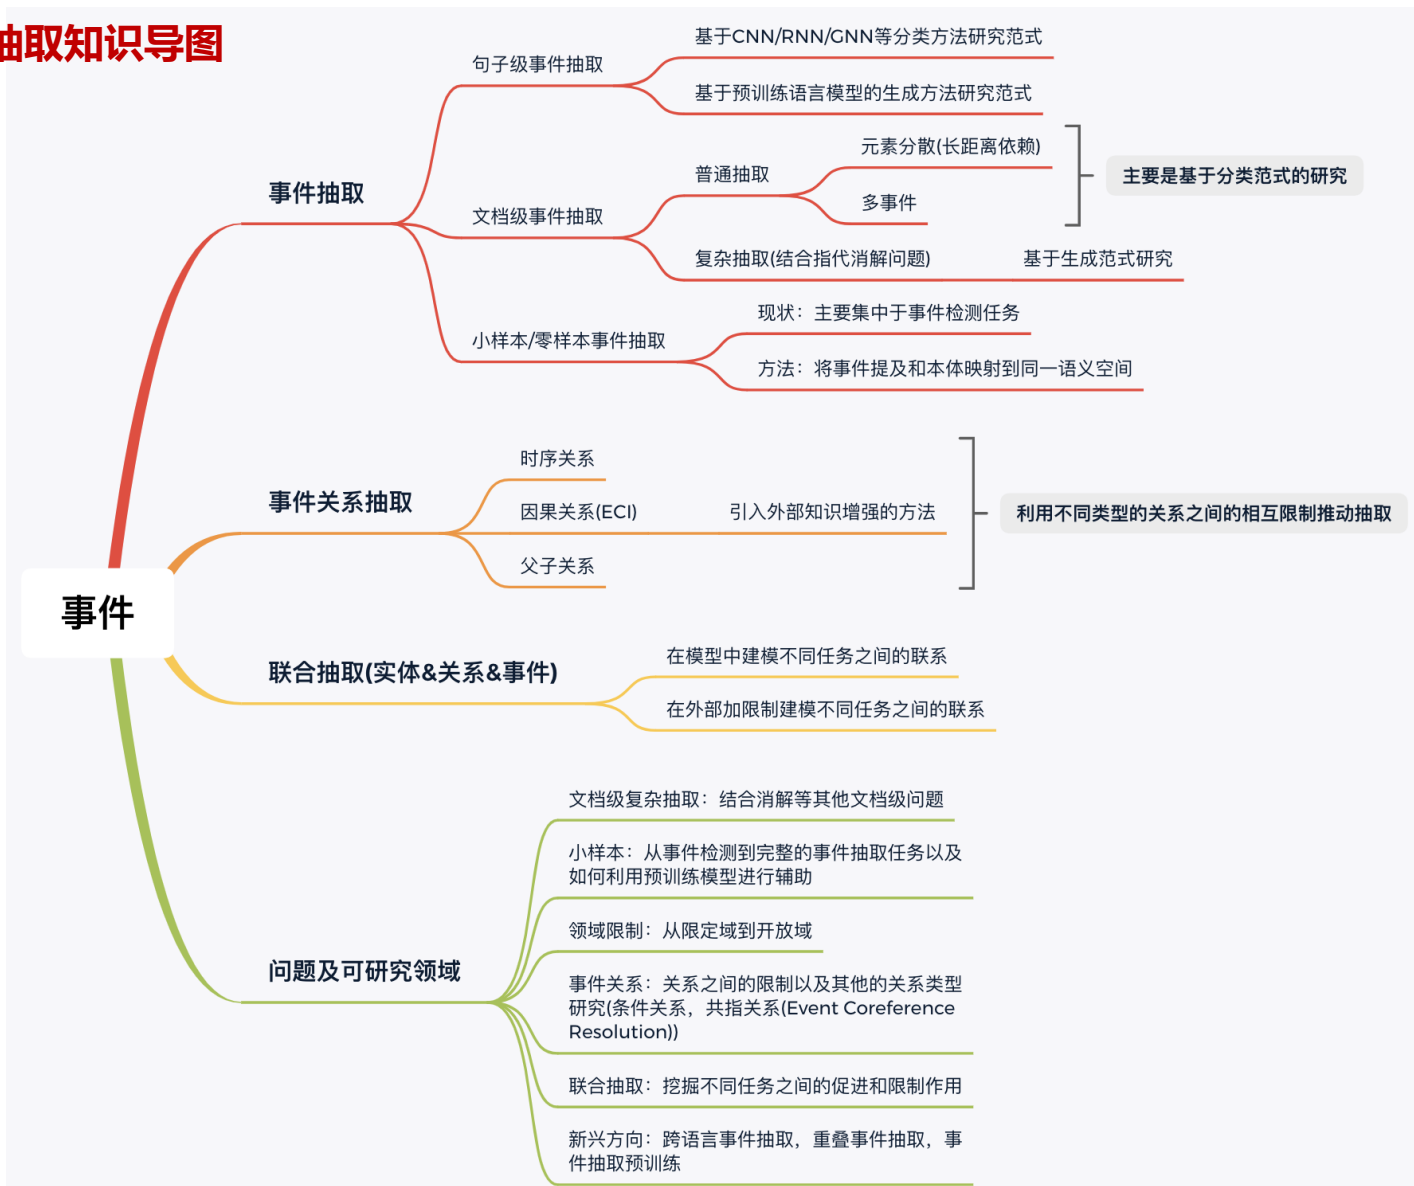 抽取知识导图
事件
事件抽取
句子级事件抽取
基于CNN/RNN/GNN等分类方法研究范式
基于预训练语言模型的生成方法研究范式
文档级事件抽取
普通抽取
元素分散(长距离依赖)
多事件
主要是基于分类范式的研究
复杂抽取(结合指代消解问题)
基于生成范式研究
小样本/零样本事件抽取
现状：主要集中于事件检测任务
方法：将事件提及和本体映射到同一语义空间
事件关系抽取
时序关系
因果关系(ECI)
引入外部知识增强的方法
父子关系
利用不同类型的关系之间的相互限制推动抽取
联合抽取(实体&关系&事件)
在模型中建模不同任务之间的联系
在外部加限制建模不同任务之间的联系
问题及可研究领域
文档级复杂抽取：结合消解等其他文档级问题
小样本：从事件检测到完整的事件抽取任务以及
如何利用预训练模型进行辅助
领域限制：从限定域到开放域
事件关系：关系之间的限制以及其他的关系类型
研究(条件关系，共指关系(Event Coreference
Resolution))
联合抽取：挖掘不同任务之间的促进和限制作用
新兴方向：跨语言事件抽取，重叠事件抽取，事
件抽取预训练